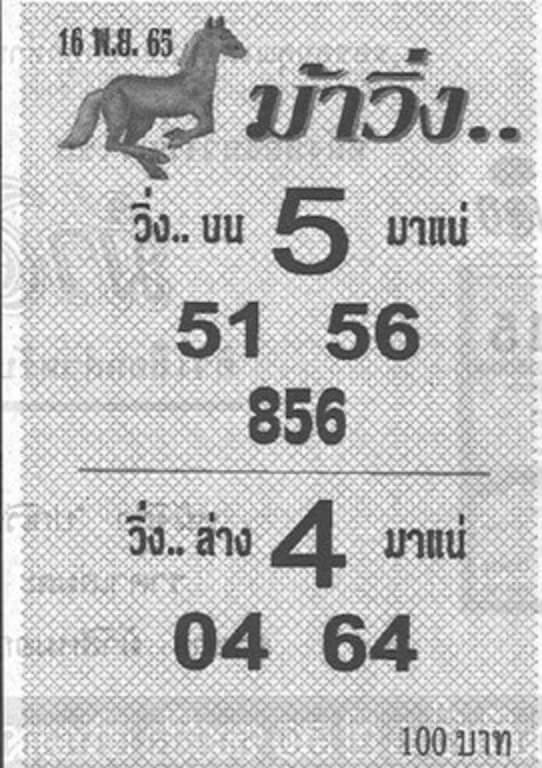 16 พ.ย. 65
ม้าวิ่ง..
วิ่ง.. บน 5 มาแน่
51 56
856
วิ่ง.. ล่าง 4 มาแน่
04 64
100 บาท